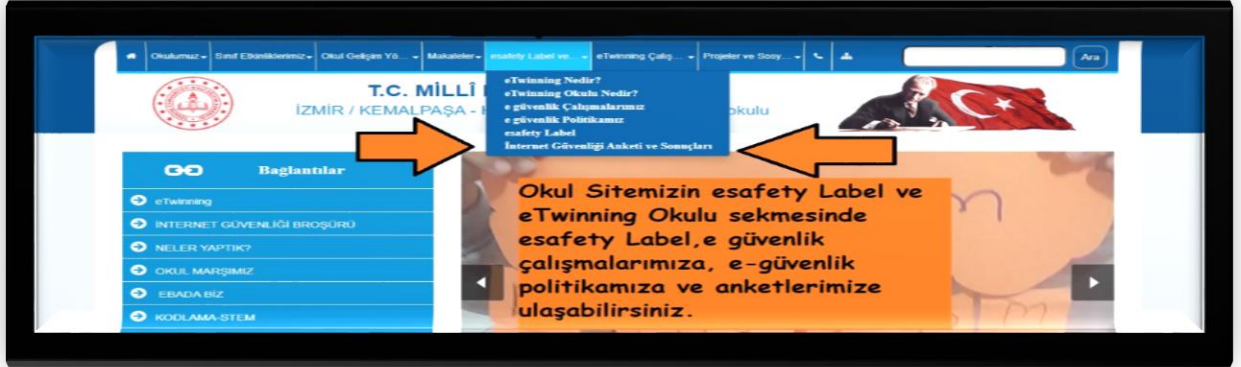 Okulumuz
Sınıf Etkinliklerimiz
Okul Gelişim Yö...
Makaleler
esafety Label ve...
eTwinning Çalış...
Projeler ve Sosy...
Ara
eTwinning Nedir?
eTwinning Okulu Nedir?
e güvenlik Çalışmalarımız
e güvenlik Politikamız
esafety Label
İnternet Güvenliği Anketi ve Sonuçları
T.C. MİLLÎ
İZMİR / KEMALPAŞA - okulu
Bağlantılar
eTwinning
İNTERNET GÜVENLİĞİ BROŞÜRÜ
NELER YAPTIK?
OKUL MARŞIMIZ
EBADA BİZ
KODLAMA-STEM
Okul Sitemizin esafety Label ve
eTwinning Okulu sekmesinde
esafety Label,e güvenlik
çalışmalarımıza, e-güvenlik
politikamıza ve anketlerimize
ulaşabilirsiniz.